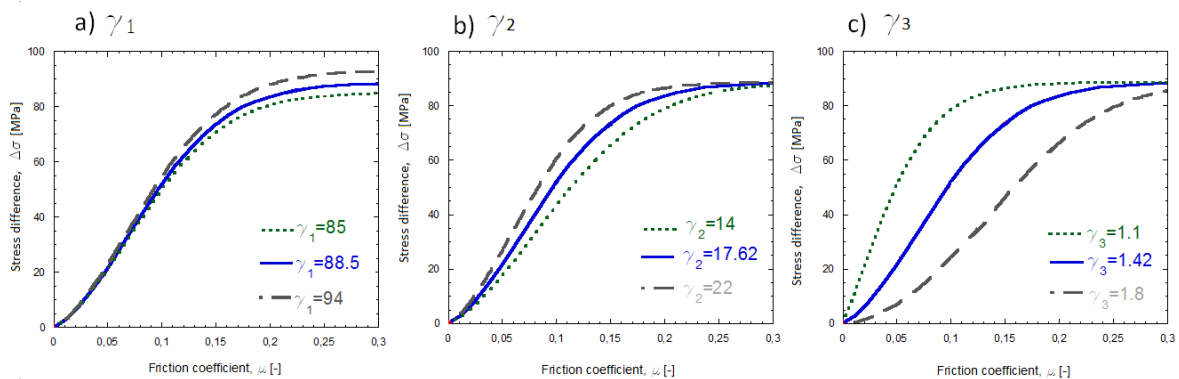 a) γ1
100
80
60
40
20
0
Stress difference, Δσ [MPa]
γ1=85
γ1=88.5
γ1=94
0 0,05 0,1 0,15 0,2 0,25 0,3
Friction coefficient, μ [-]
b) γ2
100
80
60
40
20
0
Stress difference, Δσ [MPa]
γ2=14
γ2=17.62
γ2=22
0 0,05 0,1 0,15 0,2 0,25 0,3
Friction coefficient, μ [-]
c) γ3
100
80
60
40
20
0
Stress difference, Δσ [MPa]
γ3=1.1
γ3=1.42
γ3=1.8
0 0,05 0,1 0,15 0,2 0,25 0,3
Friction coefficient, μ [-]